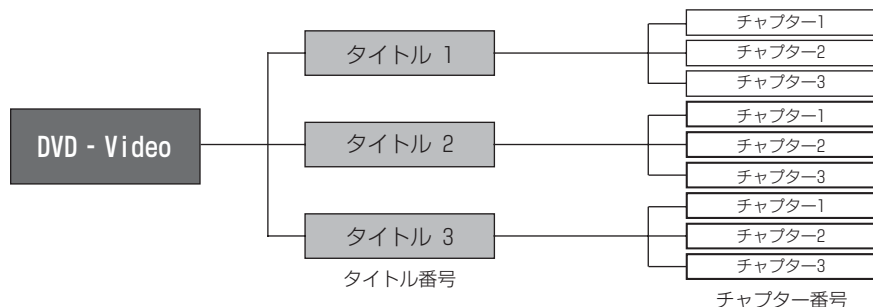 DVD - Video
タイトル 1
チャプター1
チャプター2
チャプター3
タイトル 2
チャプター1
チャプター2
チャプター3
タイトル 3
チャプター1
チャプター2
チャプター3
タイトル番号
チャプター番号